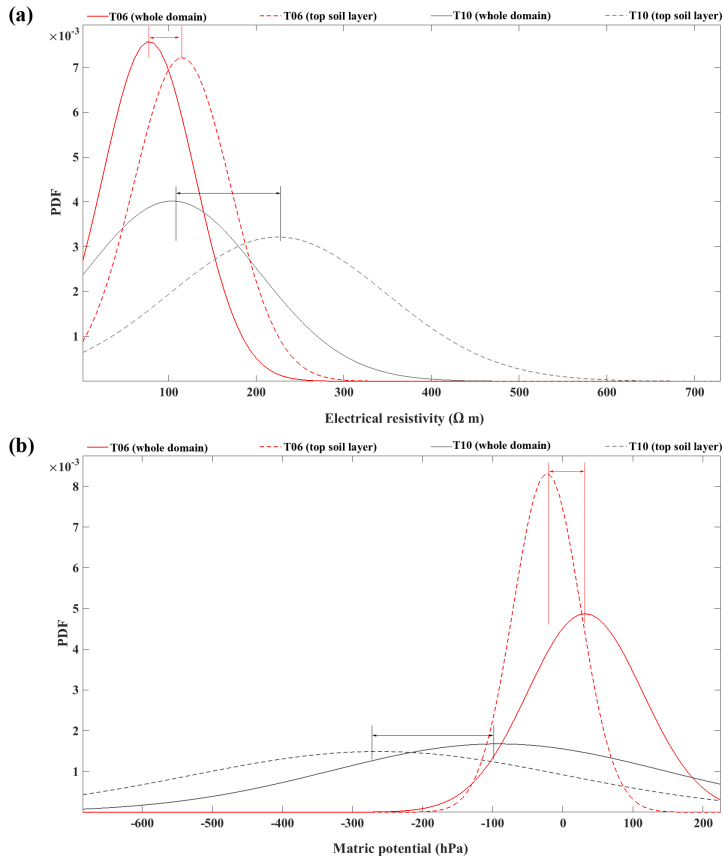 (a)
T06 (whole domain) T06 (top soil layer) T10 (whole domain) T10 (top soil layer)
×10⁻³
7
6
5
4
3
2
1
PDF
100 200 300 400 500 600 700
Electrical resistivity (Ω m)
(b)
T06 (whole domain) T06 (top soil layer) T10 (whole domain) T10 (top soil layer)
×10⁻³
8
7
6
5
4
3
2
1
PDF
-600 -500 -400 -300 -200 -100 0 100 200
Matric potential (hPa)